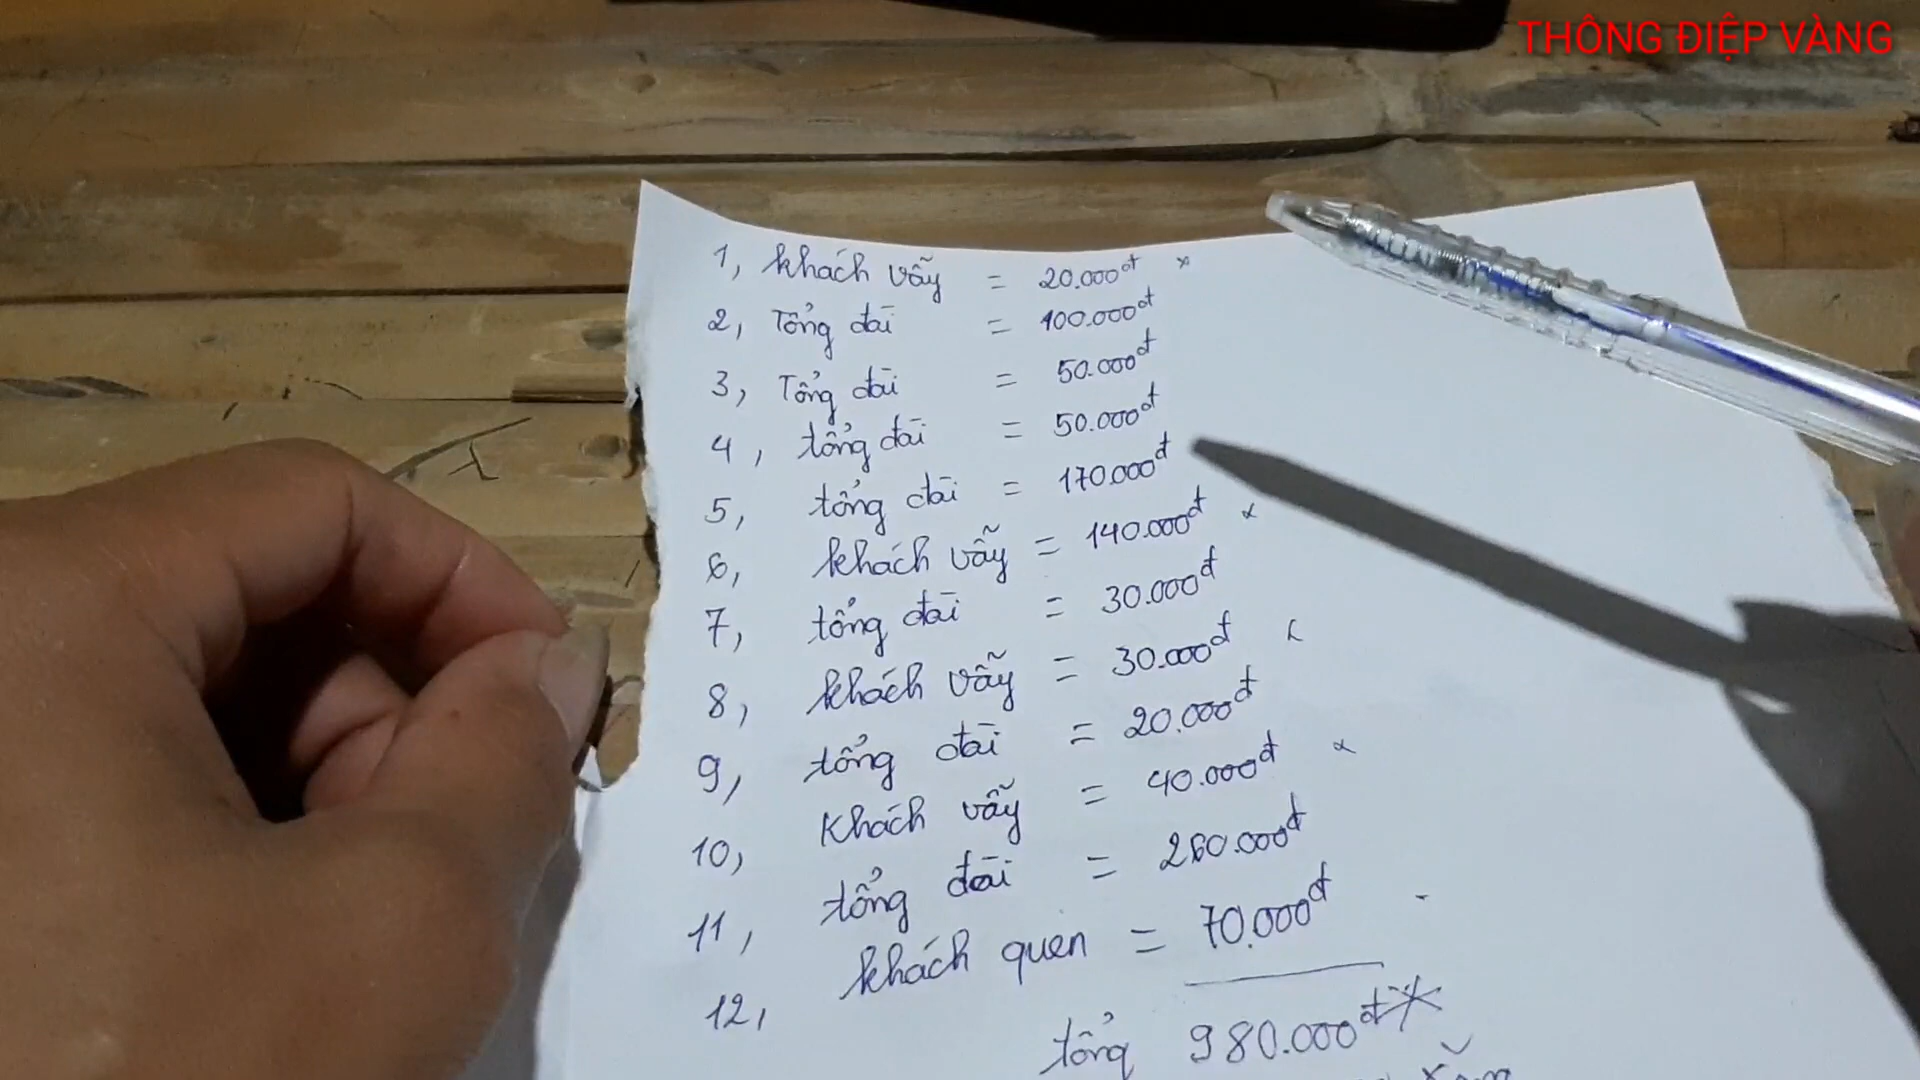 THÔNG ĐIỆP VÀNG
1, khách vẫy = 20.000đ x
2, Tổng đài = 100.000đ
3, Tổng đài = 50.000đ
4, tổng đài = 50.000đ
5, tổng đài = 170.000đ
6, khách vẫy = 140.000đ x
7, tổng đài = 30.000đ
8, khách vẫy = 30.000đ x
9, tổng đài = 20.000đ
10, Khách vẫy = 40.000đ x
11, tổng đài = 260.000đ
12, khách quen = 70.000đ
tổng 980.000đ